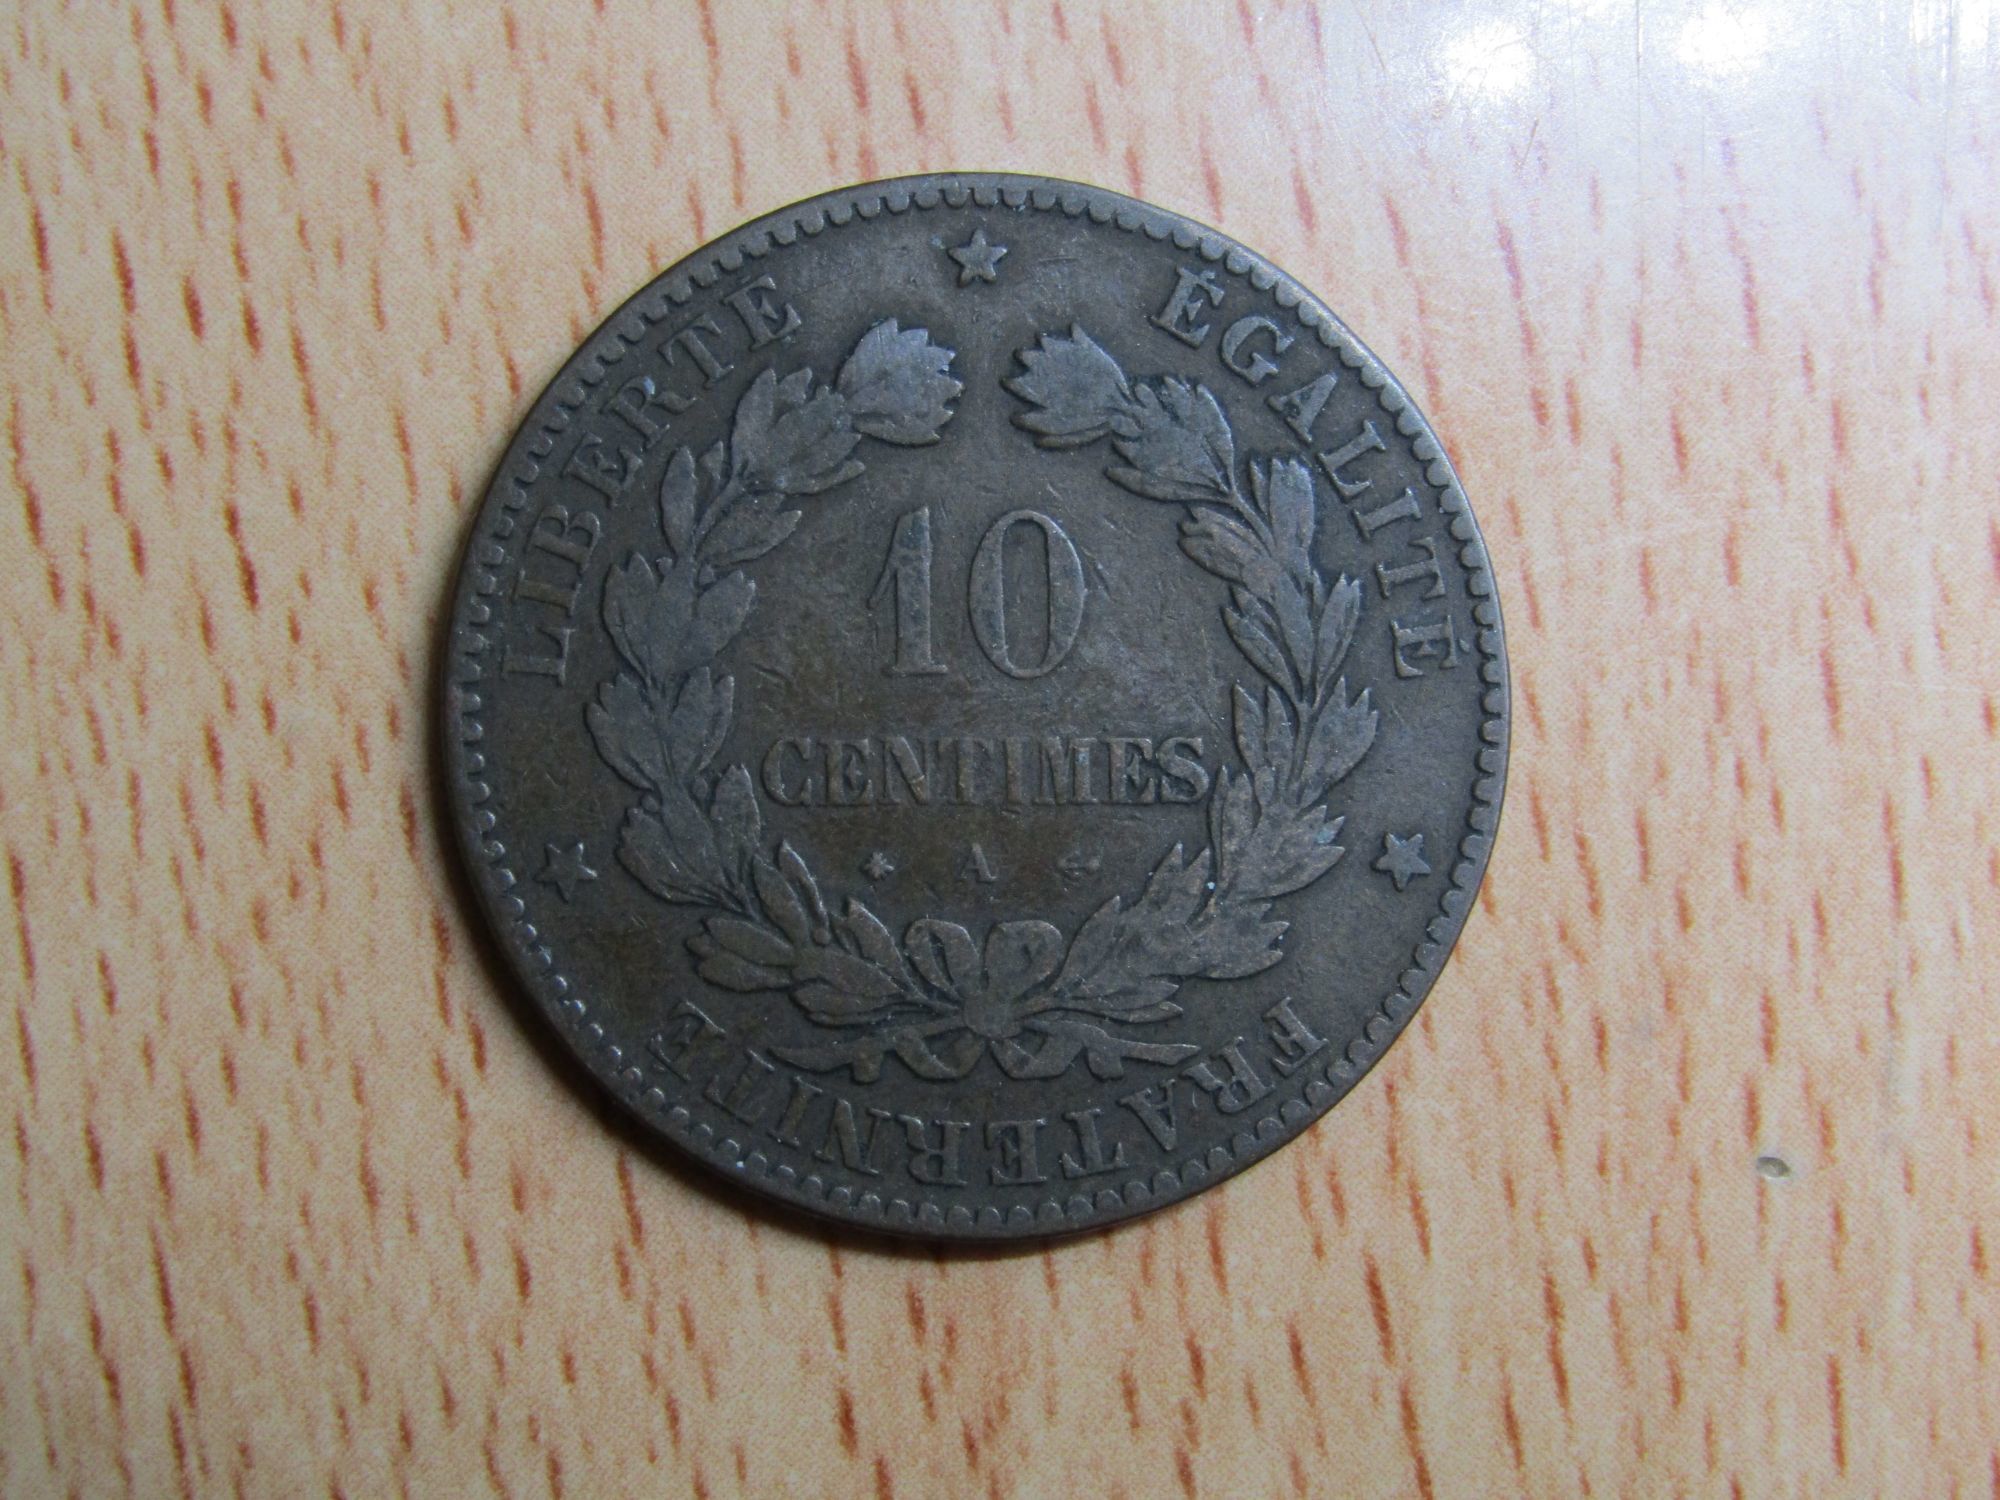 LIBERTÉ ÉGALITÉ
10
CENTIMES
A
FRATERNITÉ